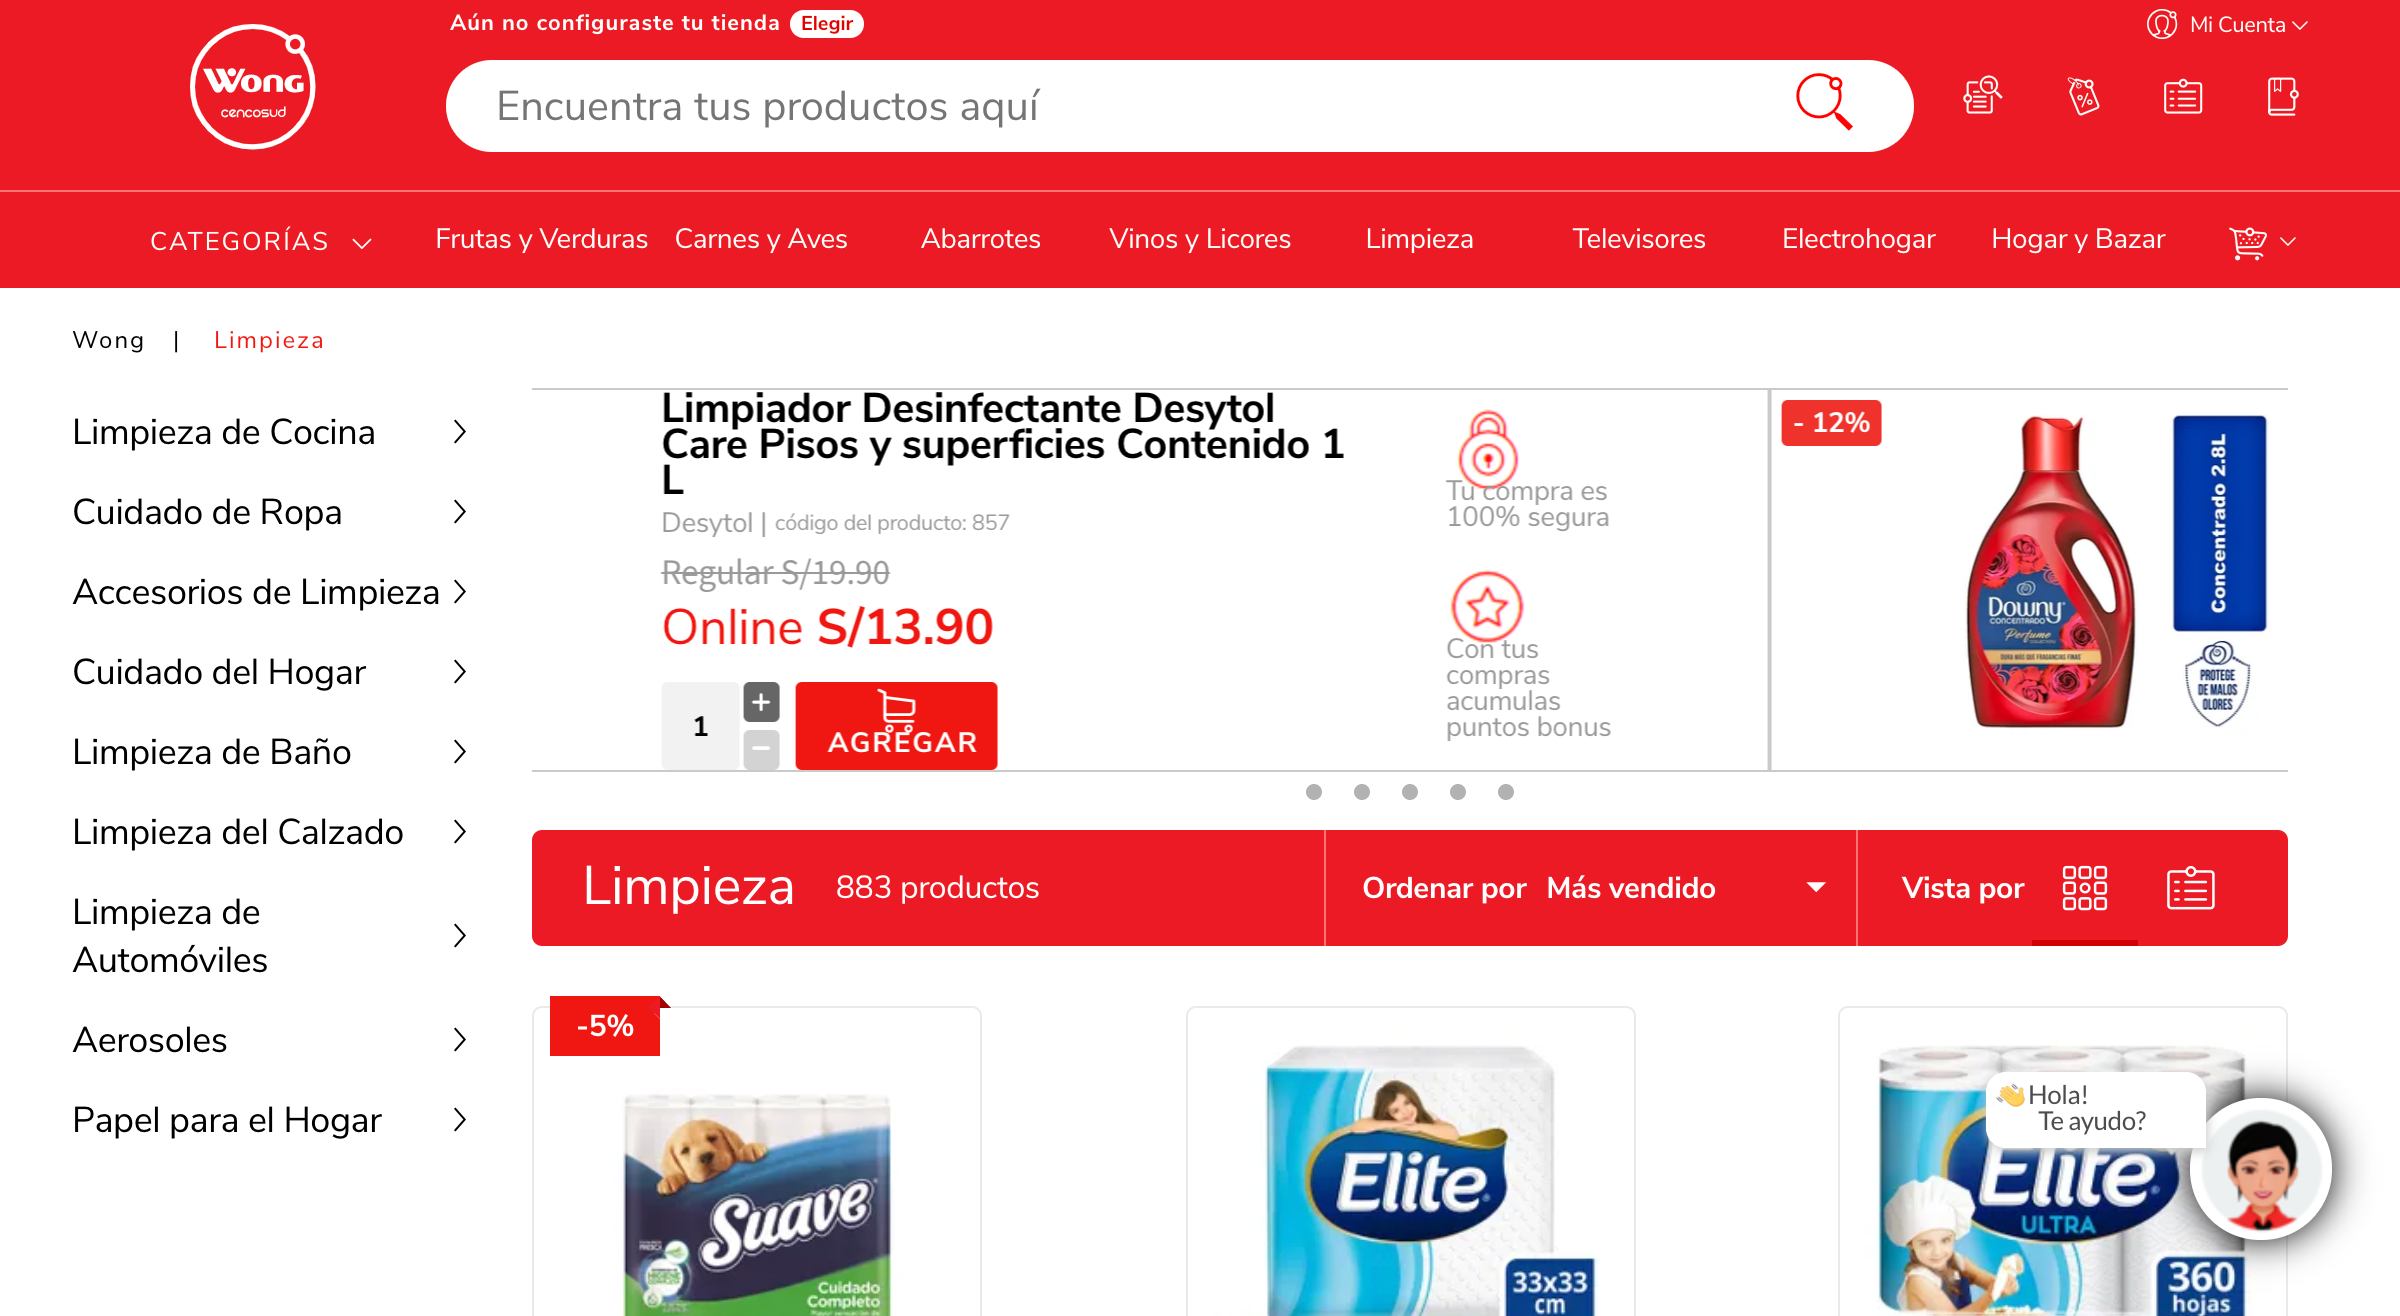 Aún no configuraste tu tienda Elegir
Mi Cuenta
Wong
cencosud
Encuentra tus productos aquí
CATEGORÍAS Frutas y Verduras Carnes y Aves Abarrotes Vinos y Licores Limpieza Televisores Electrohogar Hogar y Bazar
Wong | Limpieza
Limpieza de Cocina
Cuidado de Ropa
Accesorios de Limpieza
Cuidado del Hogar
Limpieza de Baño
Limpieza del Calzado
Limpieza de
Automóviles
Aerosoles
Papel para el Hogar
Limpiador Desinfectante Desytol
Care Pisos y superficies Contenido 1
L
Desytol | código del producto: 857
Regular S/19.90
Online S/13.90
1
+
−
AGREGAR
Tu compra es
100% segura
Con tus
compras
acumulas
puntos bonus
- 12%
Downy
CONCENTRADO
Perfume
Concentrado 2.8L
PROTEGE
DE MALOS
OLORES
Limpieza 883 productos
Ordenar por Más vendido
Vista por
-5%
Suave
Cuidado
Completo
Elite
33x33
cm
Hola!
Te ayudo?
Elite
ULTRA
360
hojas